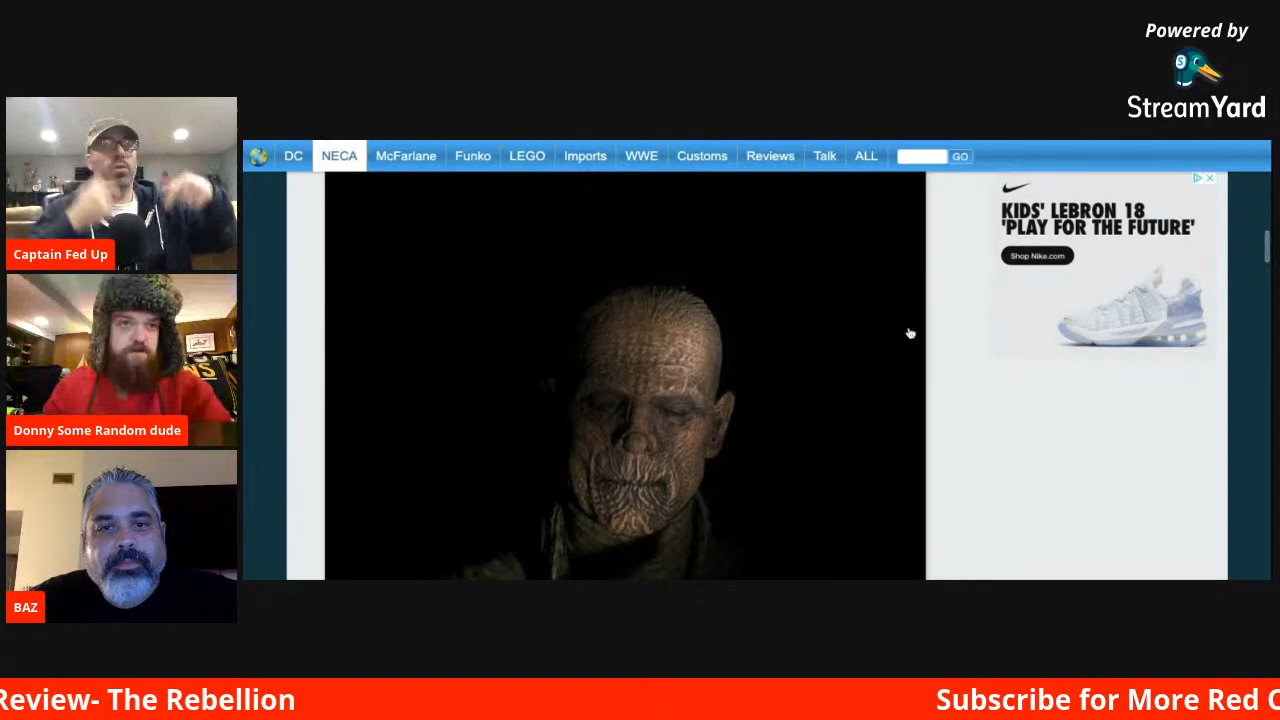 Powered by
StreamYard
DC NECA McFarlane Funko LEGO Imports WWE Customs Reviews Talk ALL GO
KIDS' LEBRON 18
'PLAY FOR THE FUTURE'
Shop Nike.com
Captain Fed Up
Donny Some Random dude
BAZ
Review- The Rebellion
Subscribe for More Red